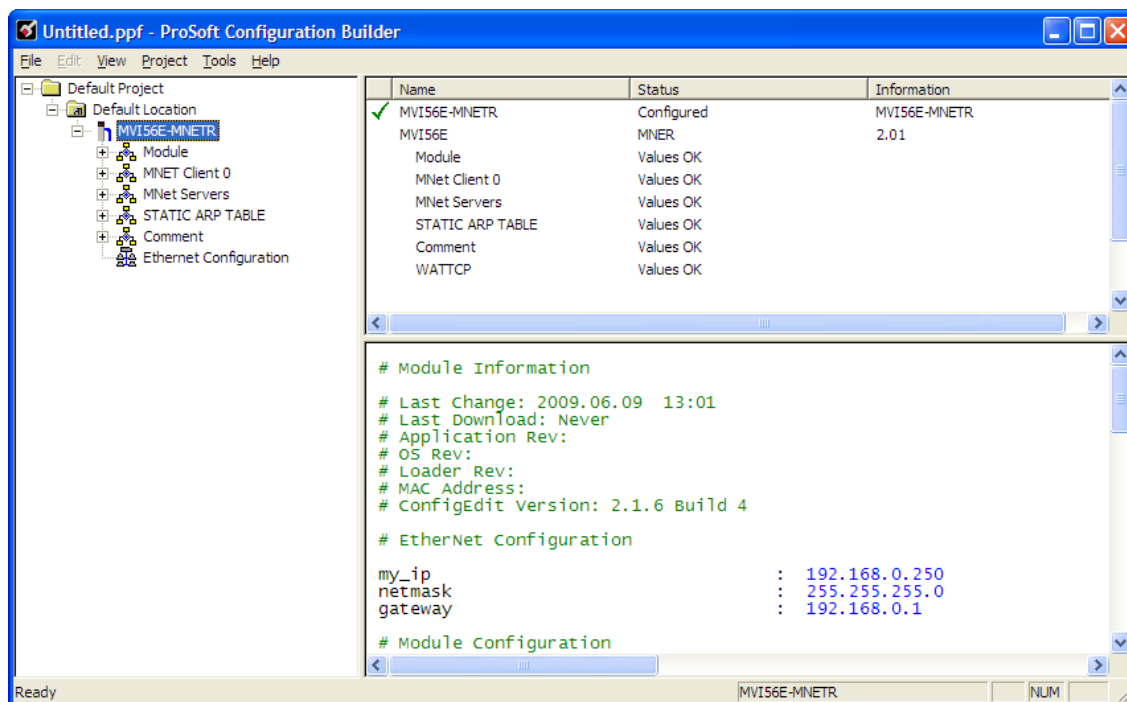 Untitled.ppf - ProSoft Configuration Builder
File Edit View Project Tools Help
Default Project
Default Location
MVI56E-MNETR
Module
MNET Client 0
MNet Servers
STATIC ARP TABLE
Comment
Ethernet Configuration
Name Status Information
MVI56E-MNETR Configured MVI56E-MNETR
MVI56E MNER 2.01
Module Values OK
MNet Client 0 Values OK
MNet Servers Values OK
STATIC ARP TABLE Values OK
Comment Values OK
WATTCP Values OK
# Module Information
# Last Change: 2009.06.09 13:01
# Last Download: Never
# Application Rev:
# OS Rev:
# Loader Rev:
# MAC Address:
# ConfigEdit Version: 2.1.6 Build 4
# EtherNet Configuration
my_ip : 192.168.0.250
netmask : 255.255.255.0
gateway : 192.168.0.1
# Module Configuration
Ready MVI56E-MNETR NUM